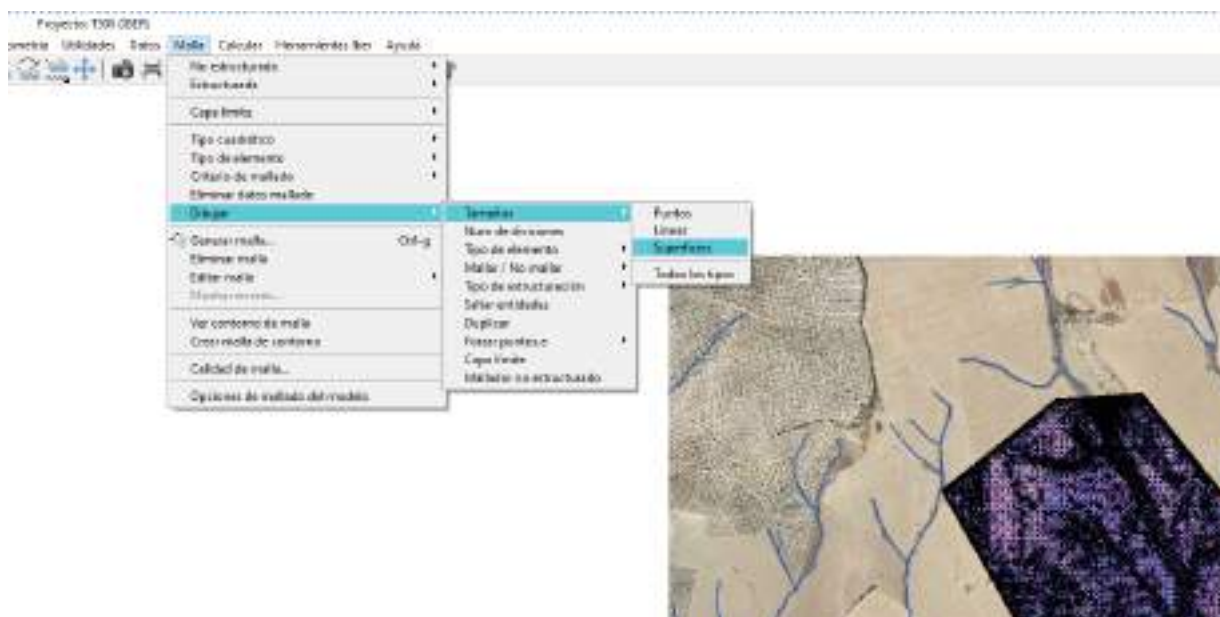 Utilidades Datos Malla Calcular Herramientas Iber Ayuda
No estructurada
Estructurada
Capa límite
Tipo cuadrático
Tipo de elemento
Criterio de mallado
Eliminar datos mallado
Dibujar
Generar malla... Ctrl-g
Eliminar malla
Editar malla
Ver contorno de malla
Crear malla de contorno
Calidad de malla...
Opciones de mallado del modelo
Tamaños
Num de divisiones
Tipo de elemento
Mallar / No mallar
Tipo de estructuración
Saltar entidades
Duplicar
Forzar puntos a
Capa límite
Mallador no estructurado
Puntos
Líneas
Superficies
Todos los tipos